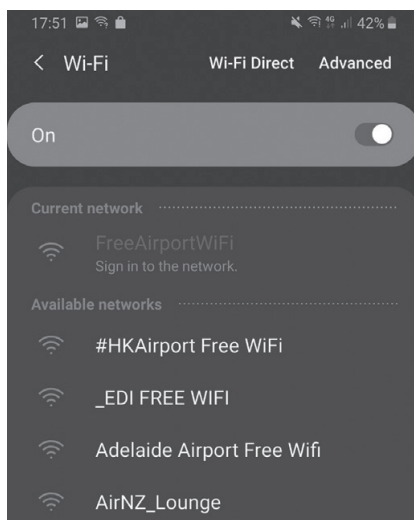 17:51 4G 42%
Wi-Fi Wi-Fi Direct Advanced
On
Current network
FreeAirportWiFi
Sign in to the network.
Available networks
#HKAirport Free WiFi
_EDI FREE WIFI
Adelaide Airport Free Wifi
AirNZ_Lounge